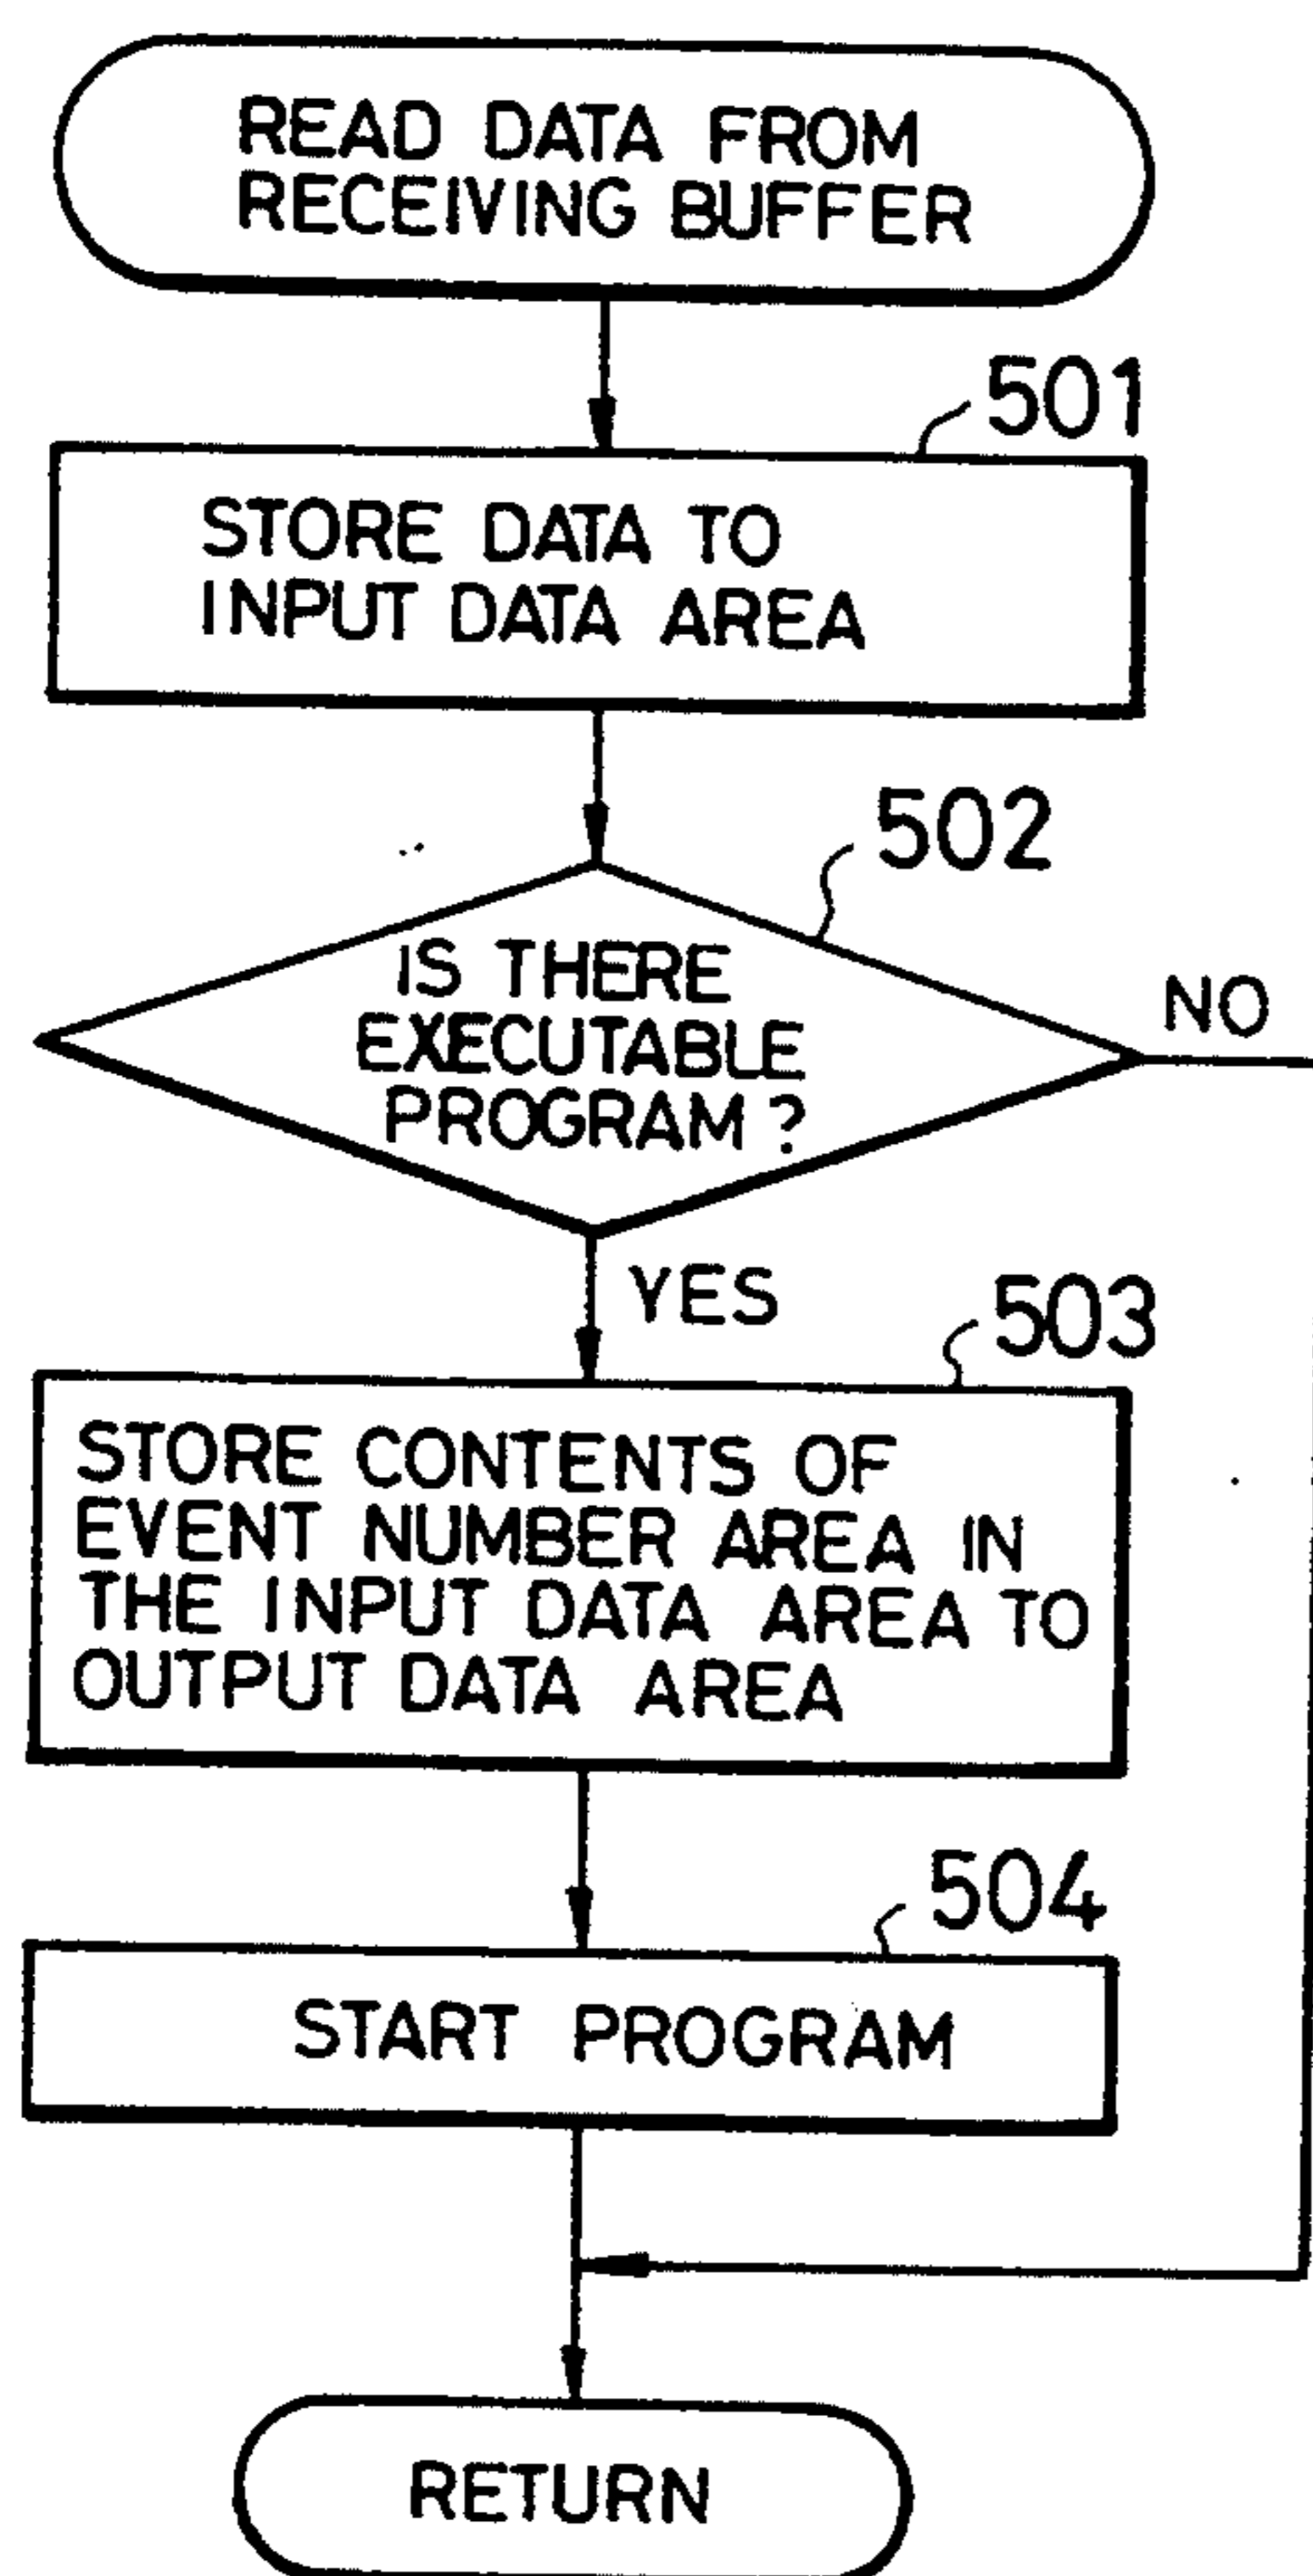 READ DATA FROM
RECEIVING BUFFER
501
STORE DATA TO
INPUT DATA AREA
502
IS THERE
EXECUTABLE
PROGRAM?
NO
YES
503
STORE CONTENTS OF
EVENT NUMBER AREA IN
THE INPUT DATA AREA TO
OUTPUT DATA AREA
504
START PROGRAM
RETURN